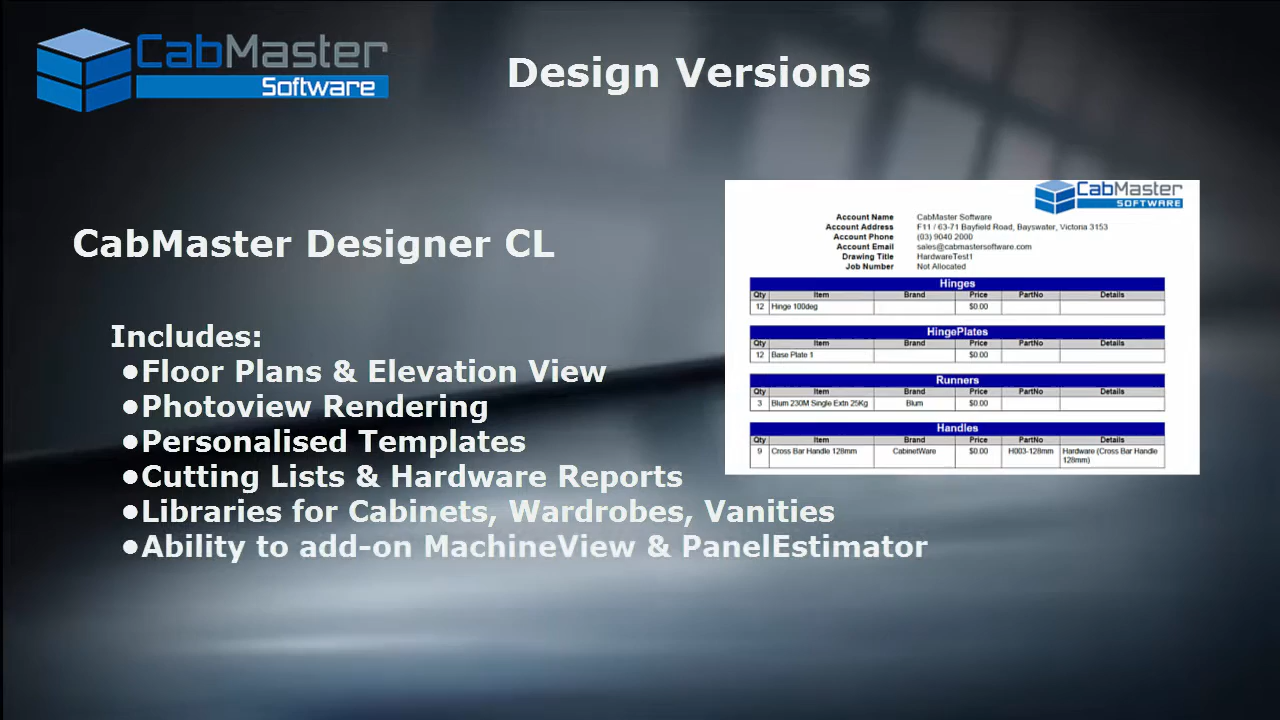 CabMaster
Software
Design Versions
CabMaster Designer CL
Includes:
•Floor Plans & Elevation View
•Photoview Rendering
•Personalised Templates
•Cutting Lists & Hardware Reports
•Libraries for Cabinets, Wardrobes, Vanities
•Ability to add-on MachineView & PanelEstimator
CabMaster
SOFTWARE
Account Name CabMaster Software
Account Address F11 / 63-71 Bayfield Road, Bayswater, Victoria 3153
Account Phone (03) 9040 2000
Account Email sales@cabmastersoftware.com
Drawing Title HardwareTest1
Job Number Not Allocated
Hinges
Qty Item Brand Price PartNo Details
12 Hinge 100deg $0.00
HingePlates
Qty Item Brand Price PartNo Details
12 Base Plate 1 $0.00
Runners
Qty Item Brand Price PartNo Details
3 Blum 230M Single Extn 25Kg Blum $0.00
Handles
Qty Item Brand Price PartNo Details
9 Cross Bar Handle 128mm CabinetWare $0.00 H003-128mm Hardware (Cross Bar Handle
128mm)